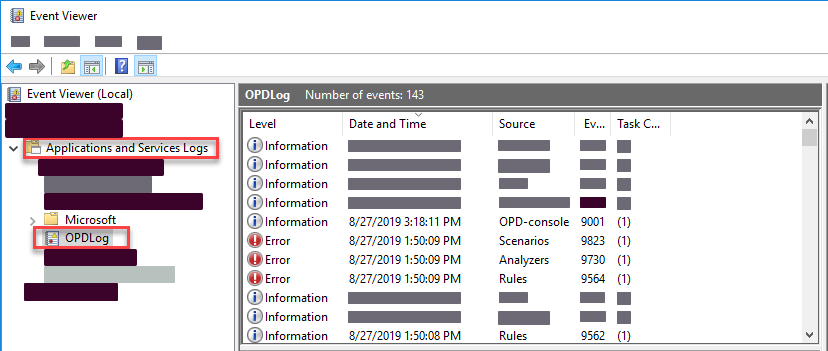 Event Viewer
Event Viewer (Local)
Applications and Services Logs
Microsoft
OPDLog
OPDLog Number of events: 143
Level Date and Time Source Ev... Task C...
Information
Information
Information
Information
Information 8/27/2019 3:18:11 PM OPD-console 9001 (1)
Error 8/27/2019 1:50:09 PM Scenarios 9823 (1)
Error 8/27/2019 1:50:09 PM Analyzers 9730 (1)
Error 8/27/2019 1:50:09 PM Rules 9564 (1)
Information
Information
Information 8/27/2019 1:50:08 PM Rules 9562 (1)